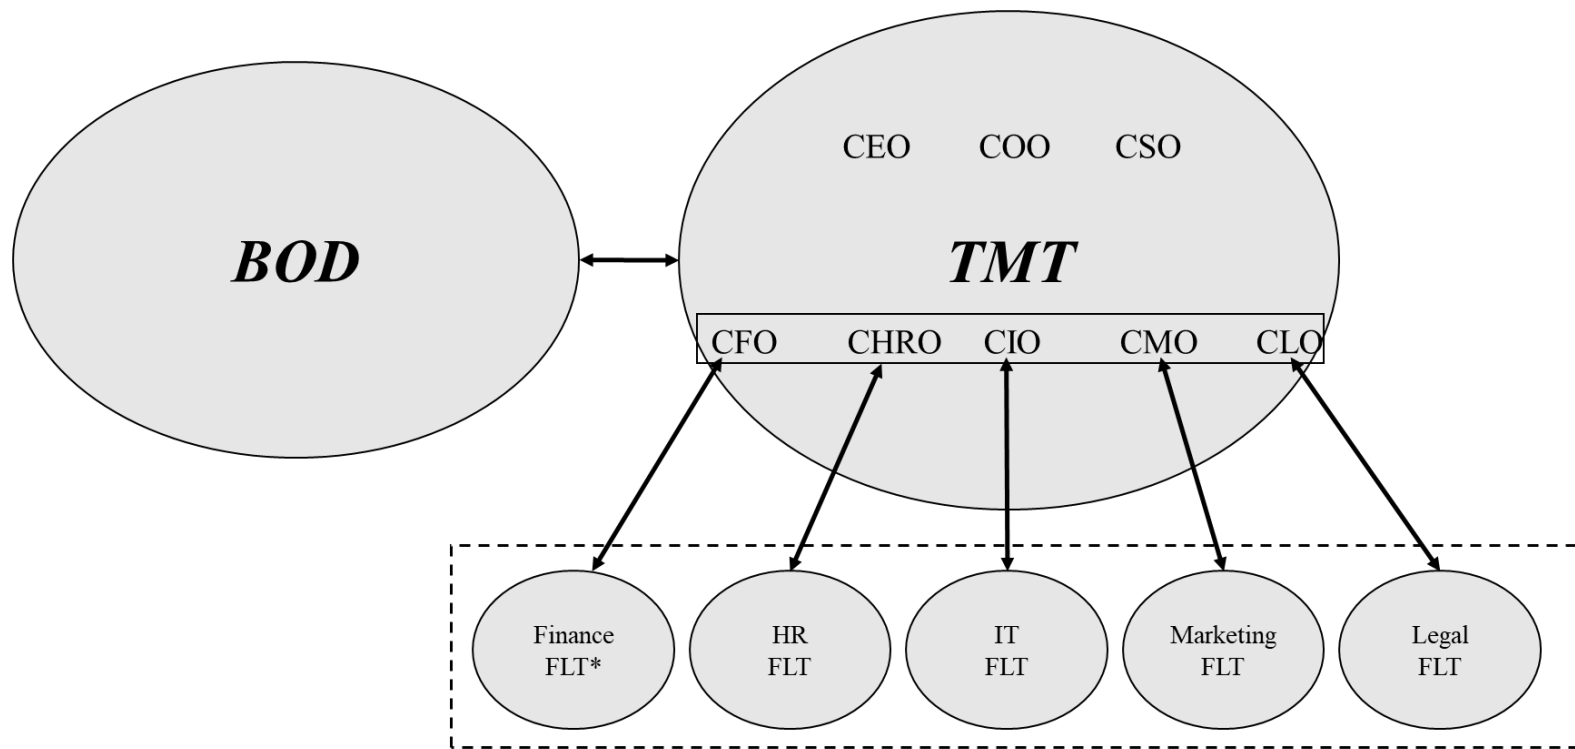 CEO COO CSO
BOD TMT
CFO CHRO CIO CMO CLO
Finance
FLT*
HR
FLT
IT
FLT
Marketing
FLT
Legal
FLT